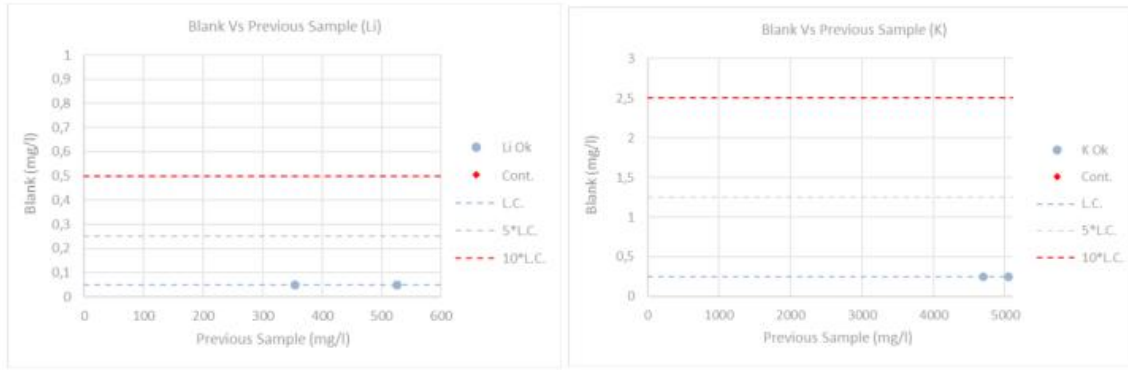 Blank Vs Previous Sample (Li)
1
0,9
0,8
0,7
0,6
0,5
0,4
0,3
0,2
0,1
0
Blank (mg/l)
0 100 200 300 400 500 600
Previous Sample (mg/l)
Li Ok
Cont.
L.C.
5*L.C.
10*L.C.
Blank Vs Previous Sample (K)
3
2,5
2
1,5
1
0,5
0
Blank (mg/l)
0 1000 2000 3000 4000 5000
Previous Sample (mg/l)
K Ok
Cont.
L.C.
5*L.C.
10*L.C.